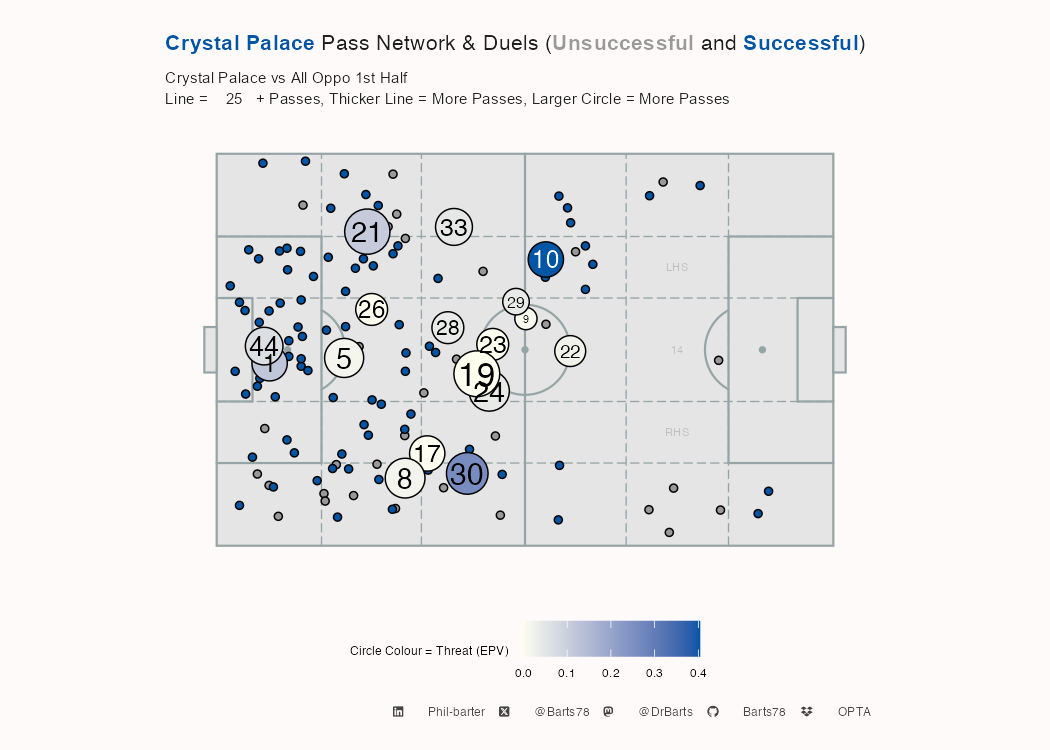 Crystal Palace Pass Network & Duels (Unsuccessful and Successful)
Crystal Palace vs All Oppo 1st Half
Line = 25 + Passes, Thicker Line = More Passes, Larger Circle = More Passes
21
33
10
LHS
29
26
9
28
44
1
5
23
22
14
19
24
RHS
17
8
30
Circle Colour = Threat (EPV)
0.0 0.1 0.2 0.3 0.4
Phil-barter @Barts78 @DrBarts Barts78 OPTA